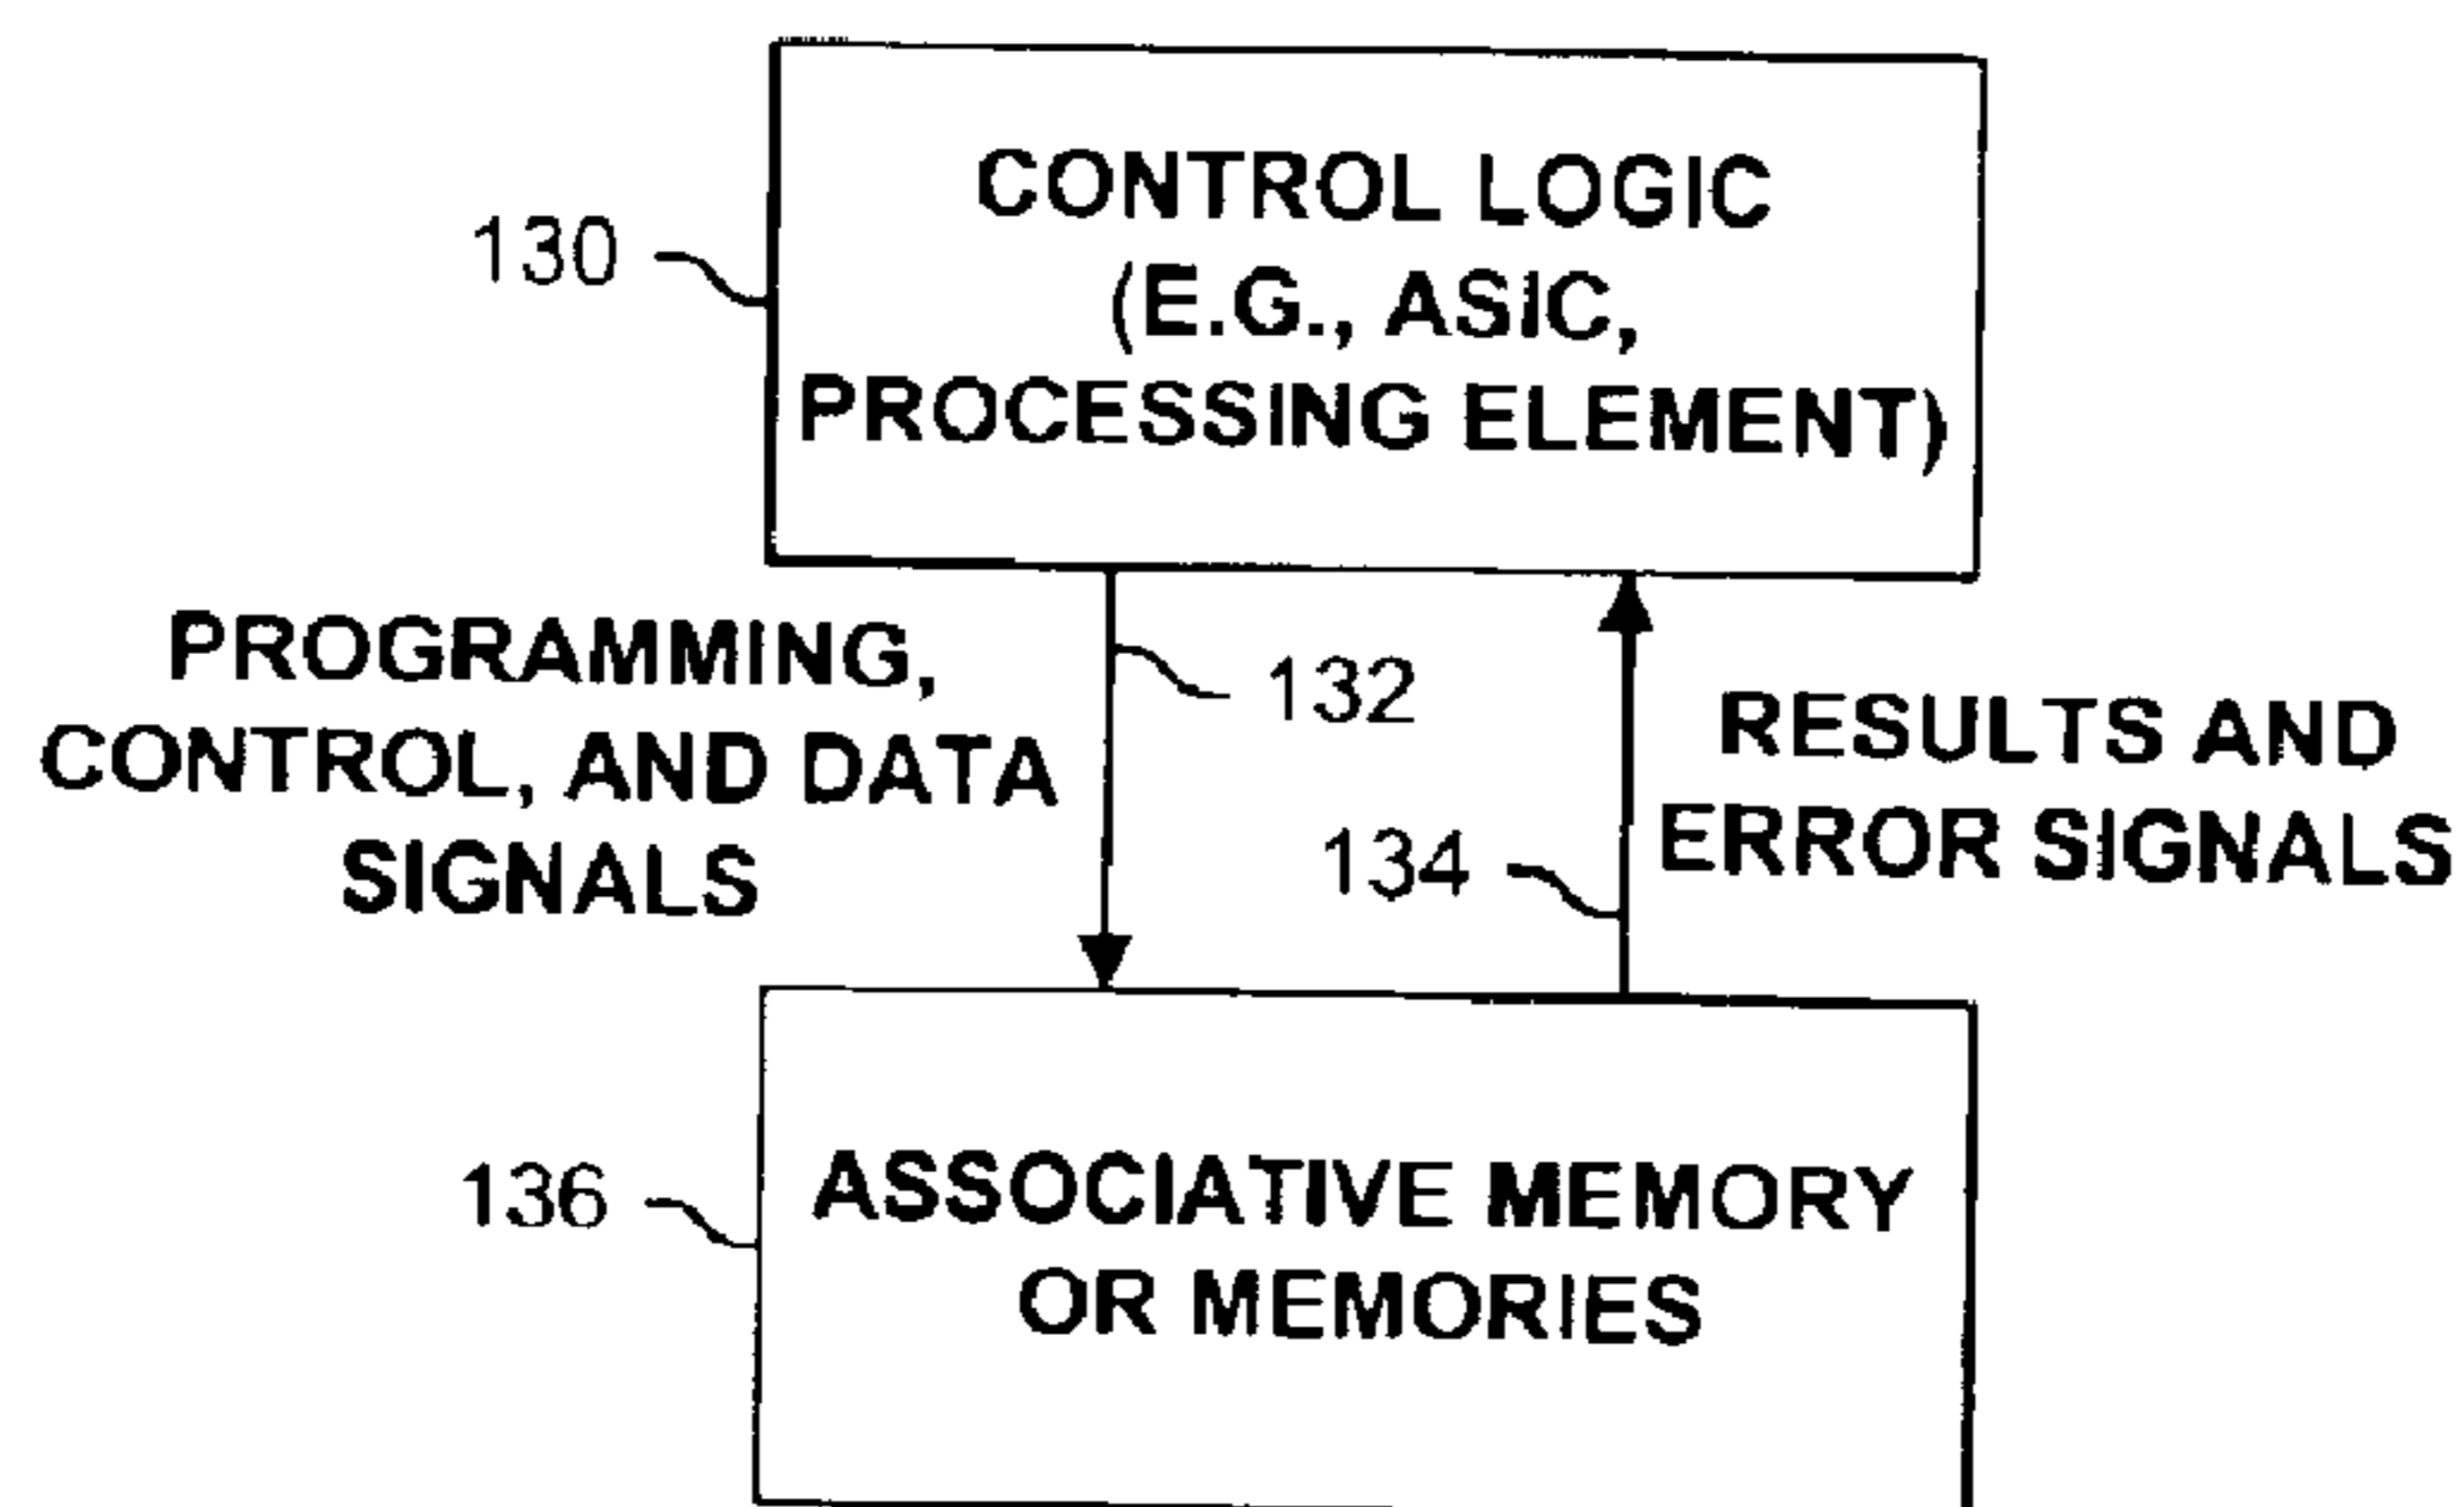 CONTROL LOGIC
(E.G., ASIC,
PROCESSING ELEMENT)
130
PROGRAMMING,
CONTROL, AND DATA
SIGNALS
132
134
RESULTS AND
ERROR SIGNALS
136
ASSOCIATIVE MEMORY
OR MEMORIES